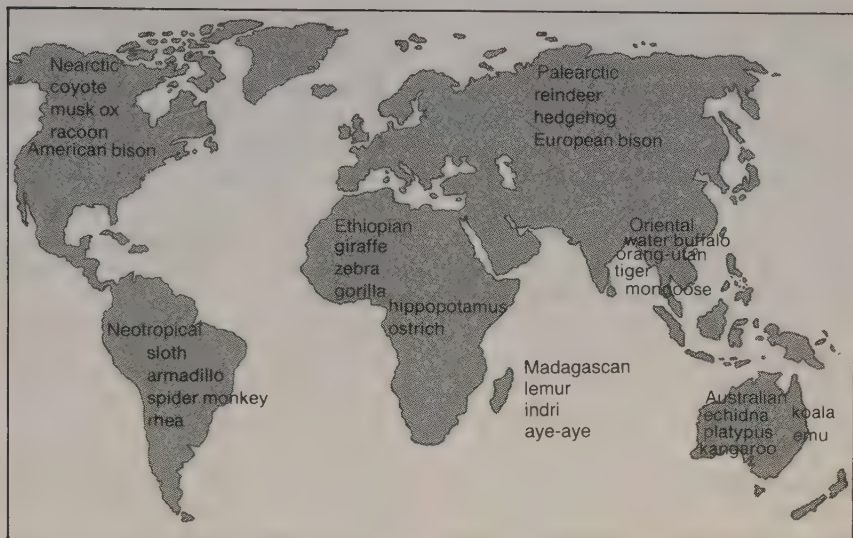 Nearctic
coyote
musk ox
racoon
American bison
Palearctic
reindeer
hedgehog
European bison
Ethiopian
giraffe
zebra
gorilla
hippopotamus
ostrich
Oriental
water buffalo
orang-utan
tiger
mongoose
Neotropical
sloth
armadillo
spider monkey
rhea
Madagascan
lemur
indri
aye-aye
Australian
echidna
platypus
kangaroo
koala
emu